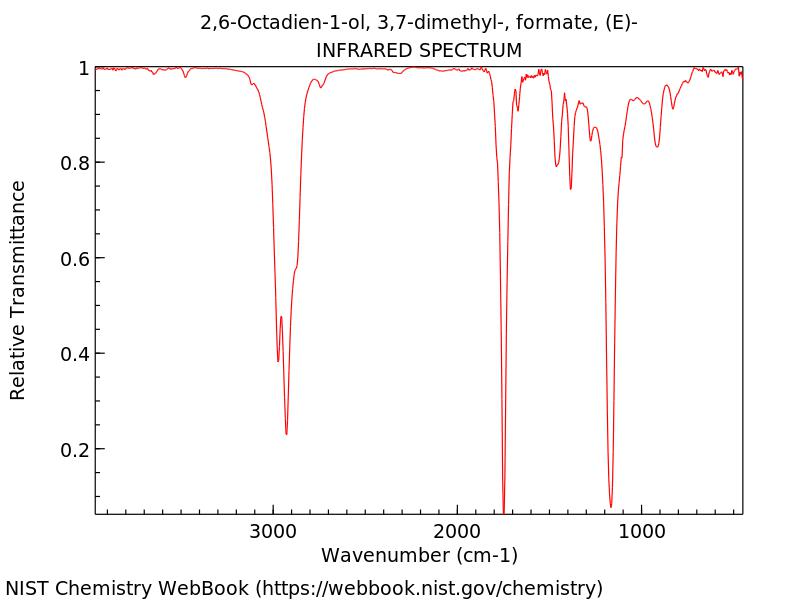 2,6-Octadien-1-ol, 3,7-dimethyl-, formate, (E)-
INFRARED SPECTRUM
1
0.8
0.6
0.4
0.2
Relative Transmittance
3000 2000 1000
Wavenumber (cm-1)
NIST Chemistry WebBook (https://webbook.nist.gov/chemistry)